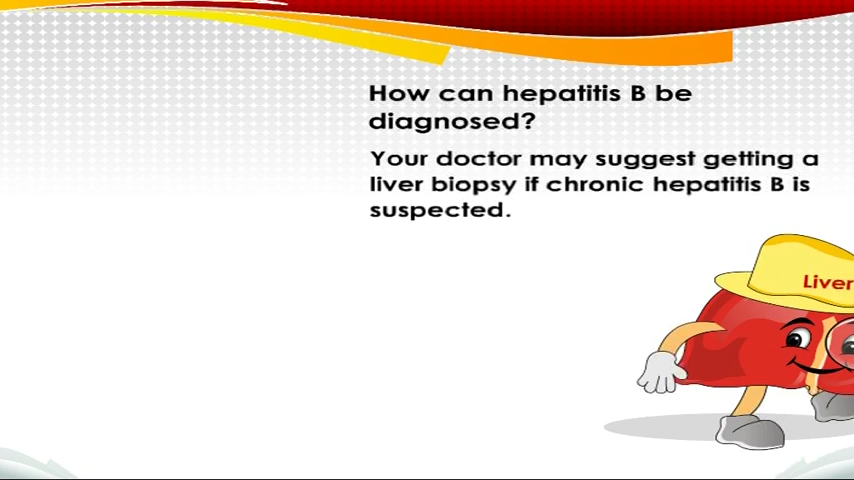 How can hepatitis B be
diagnosed?
Your doctor may suggest getting a
liver biopsy if chronic hepatitis B is
suspected.
Liver